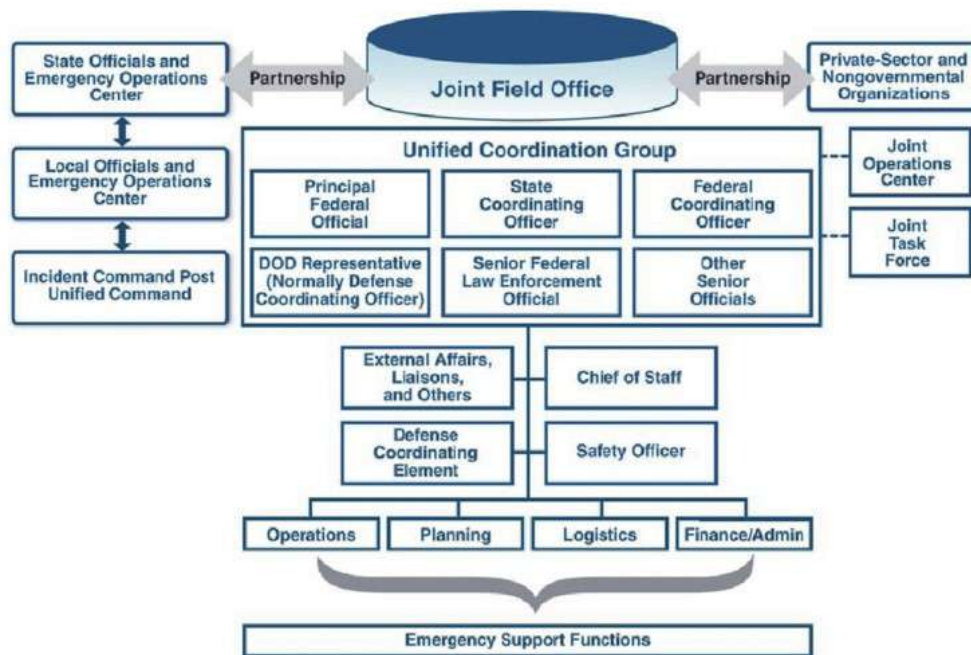 State Officials and
Emergency Operations
Center
Partnership
Joint Field Office
Partnership
Private-Sector and
Nongovernmental
Organizations
Local Officials and
Emergency Operations
Center
Incident Command Post
Unified Command
Unified Coordination Group
Principal
Federal
Official
State
Coordinating
Officer
Federal
Coordinating
Officer
DOD Representative
(Normally Defense
Coordinating Officer)
Senior Federal
Law Enforcement
Official
Other
Senior
Officials
Joint
Operations
Center
Joint
Task
Force
External Affairs,
Liaisons,
and Others
Chief of Staff
Defense
Coordinating
Element
Safety Officer
Operations
Planning
Logistics
Finance/Admin
Emergency Support Functions